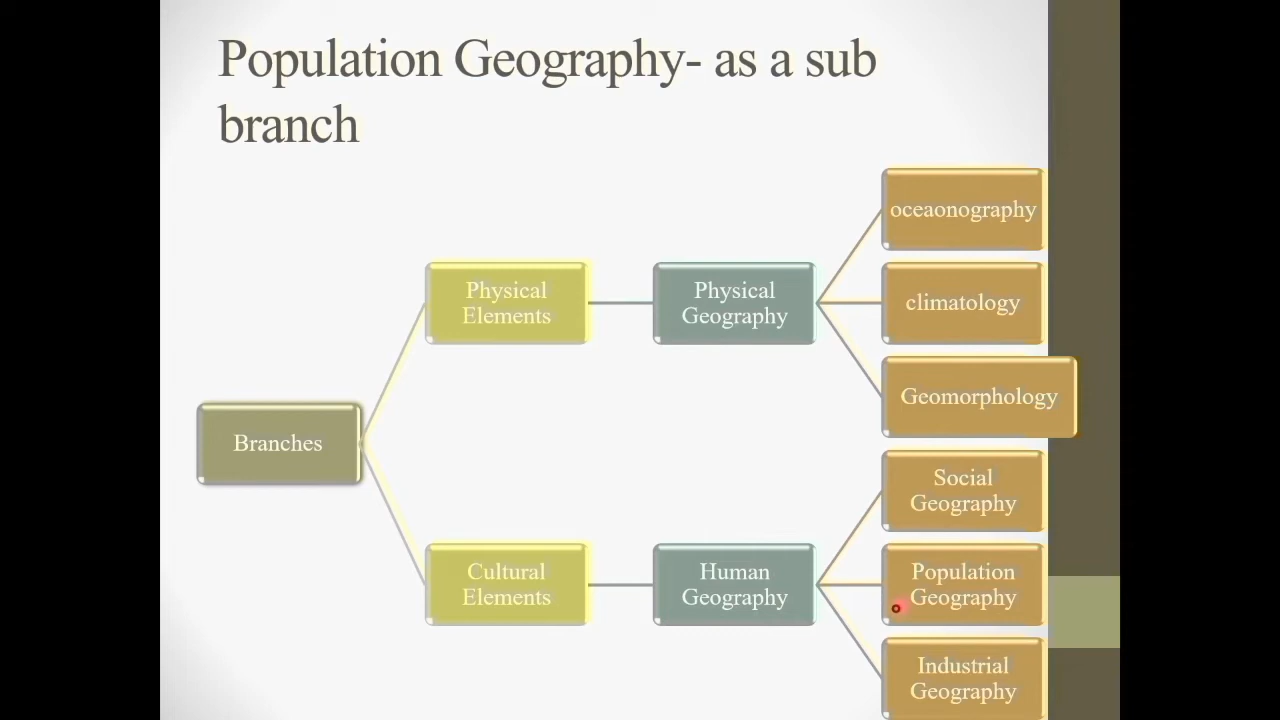 Population Geography- as a sub
branch
oceaonography
Physical
Elements
Physical
Geography
climatology
Geomorphology
Branches
Social
Geography
Cultural
Elements
Human
Geography
Population
Geography
Industrial
Geography